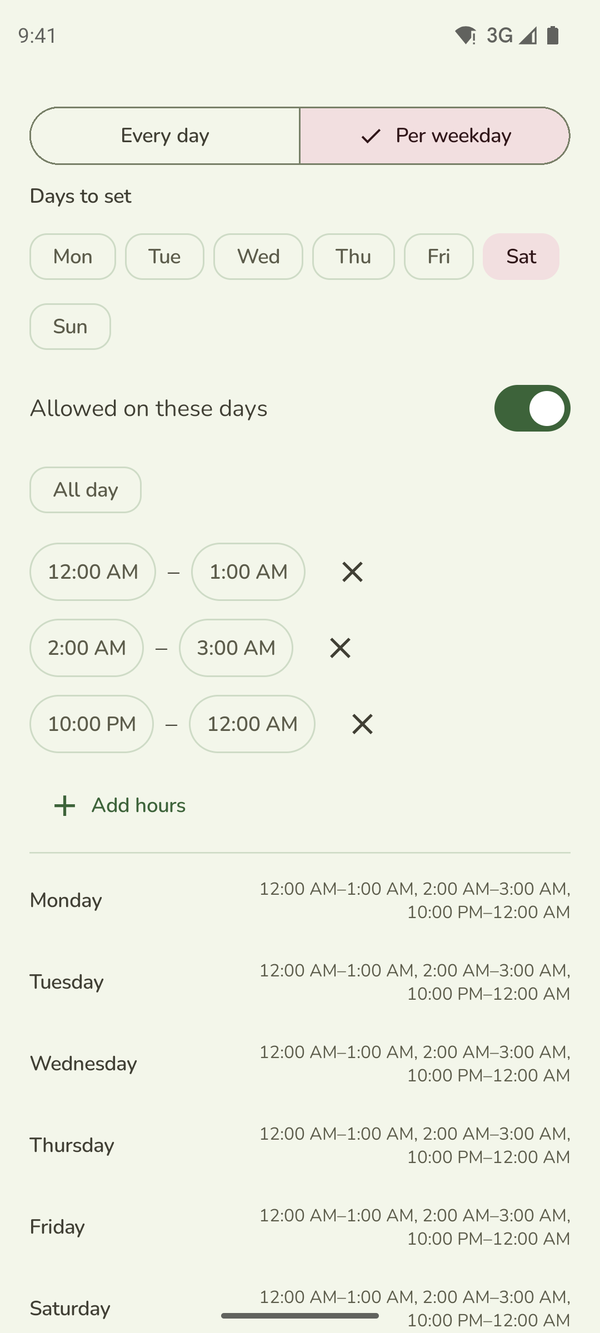 9:41
3G
Every day
Per weekday
Days to set
Mon Tue Wed Thu Fri Sat
Sun
Allowed on these days
All day
12:00 AM – 1:00 AM
2:00 AM – 3:00 AM
10:00 PM – 12:00 AM
Add hours
Monday 12:00 AM–1:00 AM, 2:00 AM–3:00 AM,
10:00 PM–12:00 AM
Tuesday 12:00 AM–1:00 AM, 2:00 AM–3:00 AM,
10:00 PM–12:00 AM
Wednesday 12:00 AM–1:00 AM, 2:00 AM–3:00 AM,
10:00 PM–12:00 AM
Thursday 12:00 AM–1:00 AM, 2:00 AM–3:00 AM,
10:00 PM–12:00 AM
Friday 12:00 AM–1:00 AM, 2:00 AM–3:00 AM,
10:00 PM–12:00 AM
Saturday 12:00 AM–1:00 AM, 2:00 AM–3:00 AM,
10:00 PM–12:00 AM